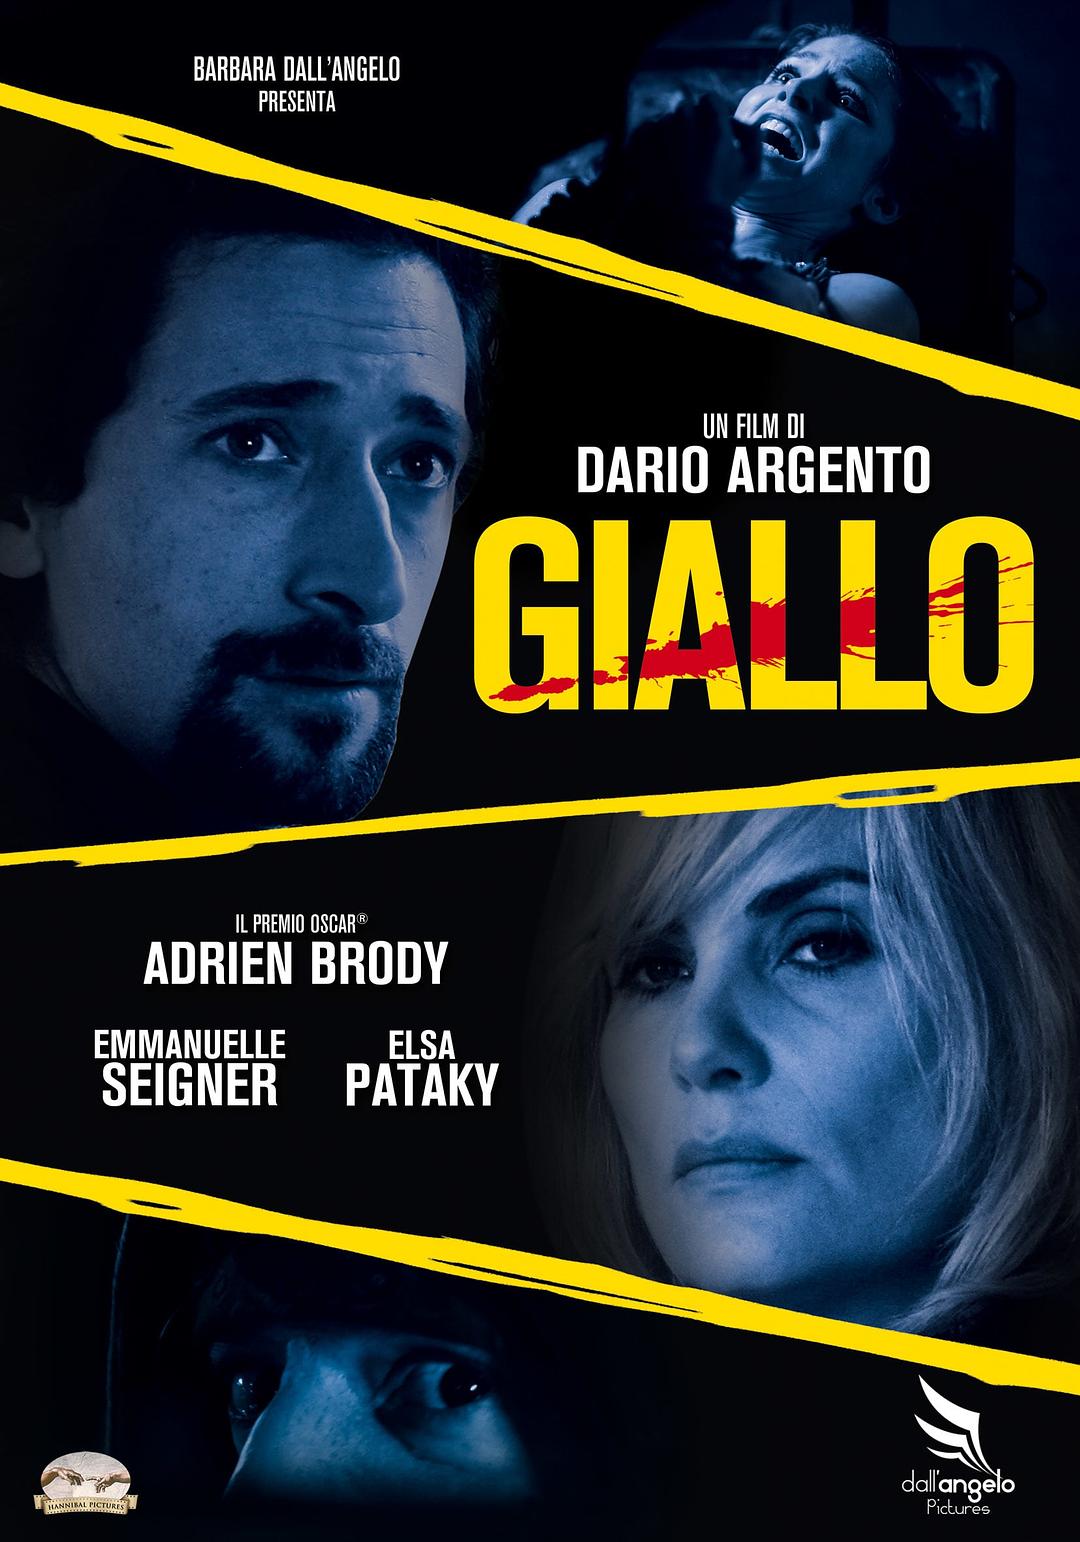 BARBARA DALL'ANGELO
PRESENTA
UN FILM DI
DARIO ARGENTO
GIALLO
IL PREMIO OSCAR®
ADRIEN BRODY
EMMANUELLE
SEIGNER
ELSA
PATAKY
HANNIBAL PICTURES
dall'angelo
Pictures